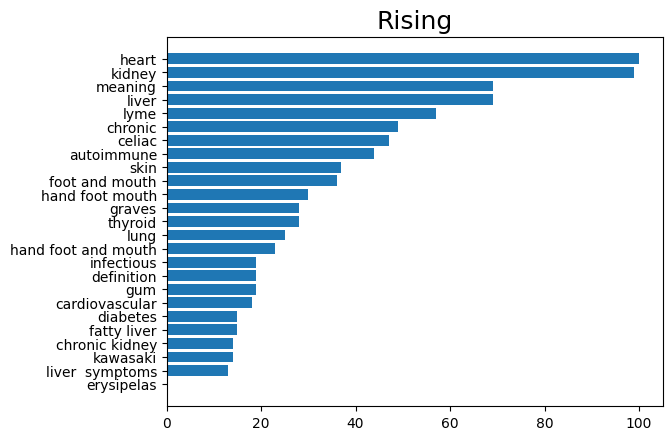 Rising
heart
kidney
meaning
liver
lyme
chronic
celiac
autoimmune
skin
foot and mouth
hand foot mouth
graves
thyroid
lung
hand foot and mouth
infectious
definition
gum
cardiovascular
diabetes
fatty liver
chronic kidney
kawasaki
liver  symptoms
erysipelas
0 20 40 60 80 100